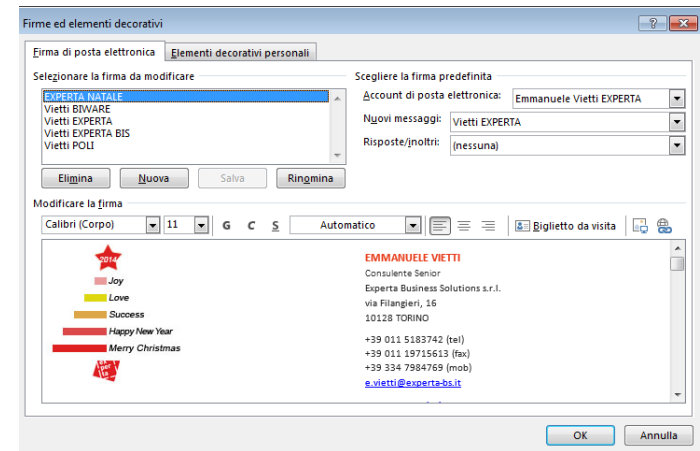 Firme ed elementi decorativi
Firma di posta elettronica
Elementi decorativi personali
Selezionare la firma da modificare
EXPERTA NATALE
Vietti BIWARE
Vietti EXPERTA
Vietti EXPERTA BIS
Vietti POLI
Elimina
Nuova
Salva
Rinomina
Scegliere la firma predefinita
Account di posta elettronica:
Emmanuele Vietti EXPERTA
Nuovi messaggi:
Vietti EXPERTA
Risposte/inoltri:
(nessuna)
Modificare la firma
Calibri (Corpo)
11
G C S
Automatico
Biglietto da visita
2014
Joy
Love
Success
Happy New Year
Merry Christmas
ex
per
ta
EMMANUELE VIETTI
Consulente Senior
Experta Business Solutions s.r.l.
via Filangieri, 16
10128 TORINO
+39 011 5183742 (tel)
+39 011 19715613 (fax)
+39 334 7984769 (mob)
e.vietti@experta-bs.it
OK
Annulla